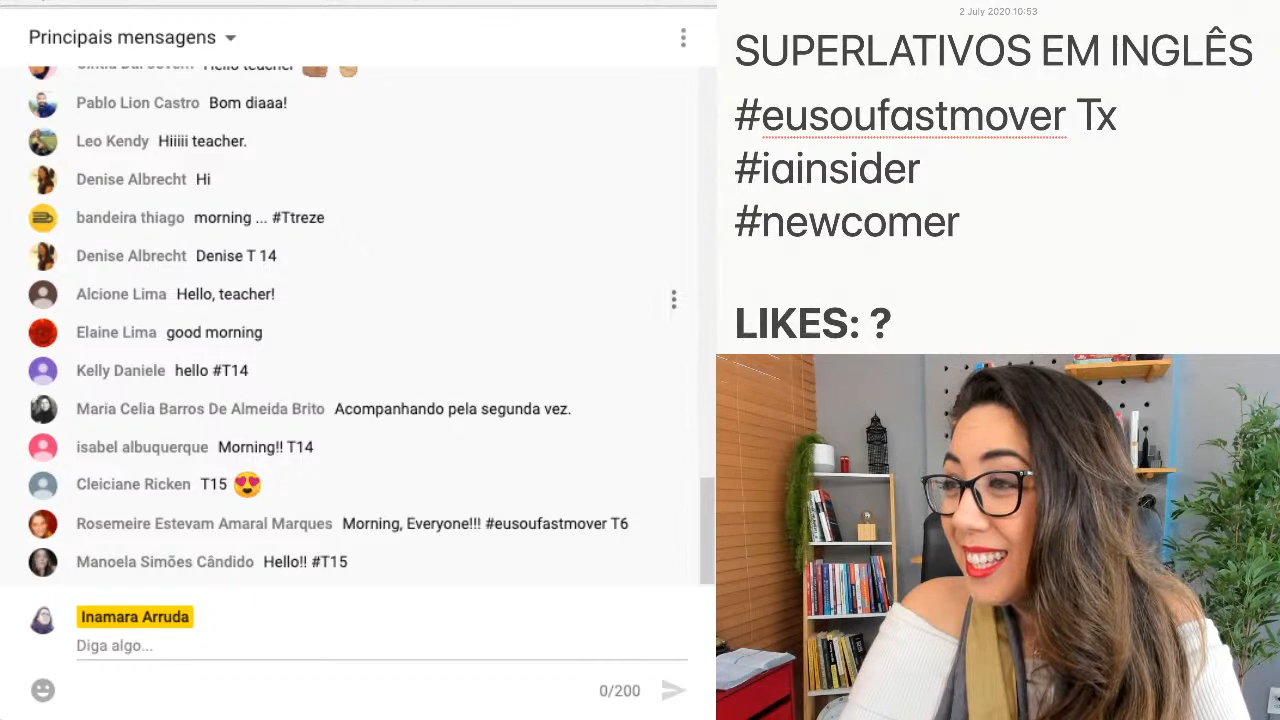 Principais mensagens
Hello teacher
Pablo Lion Castro Bom diaaa!
Leo Kendy Hiiiii teacher.
Denise Albrecht Hi
bandeira thiago morning ... #Ttreze
Denise Albrecht Denise T 14
Alcione Lima Hello, teacher!
Elaine Lima good morning
Kelly Daniele hello #T14
Maria Celia Barros De Almeida Brito Acompanhando pela segunda vez.
isabel albuquerque Morning!! T14
Cleiciane Ricken T15 😍
Rosemeire Estevam Amaral Marques Morning, Everyone!!! #eusoufastmover T6
Manoela Simões Cândido Hello!! #T15
Inamara Arruda
Diga algo...
0/200
2 July 2020 10:53
SUPERLATIVOS EM INGLÊS
#eusoufastmover Tx
#iainsider
#newcomer
LIKES: ?